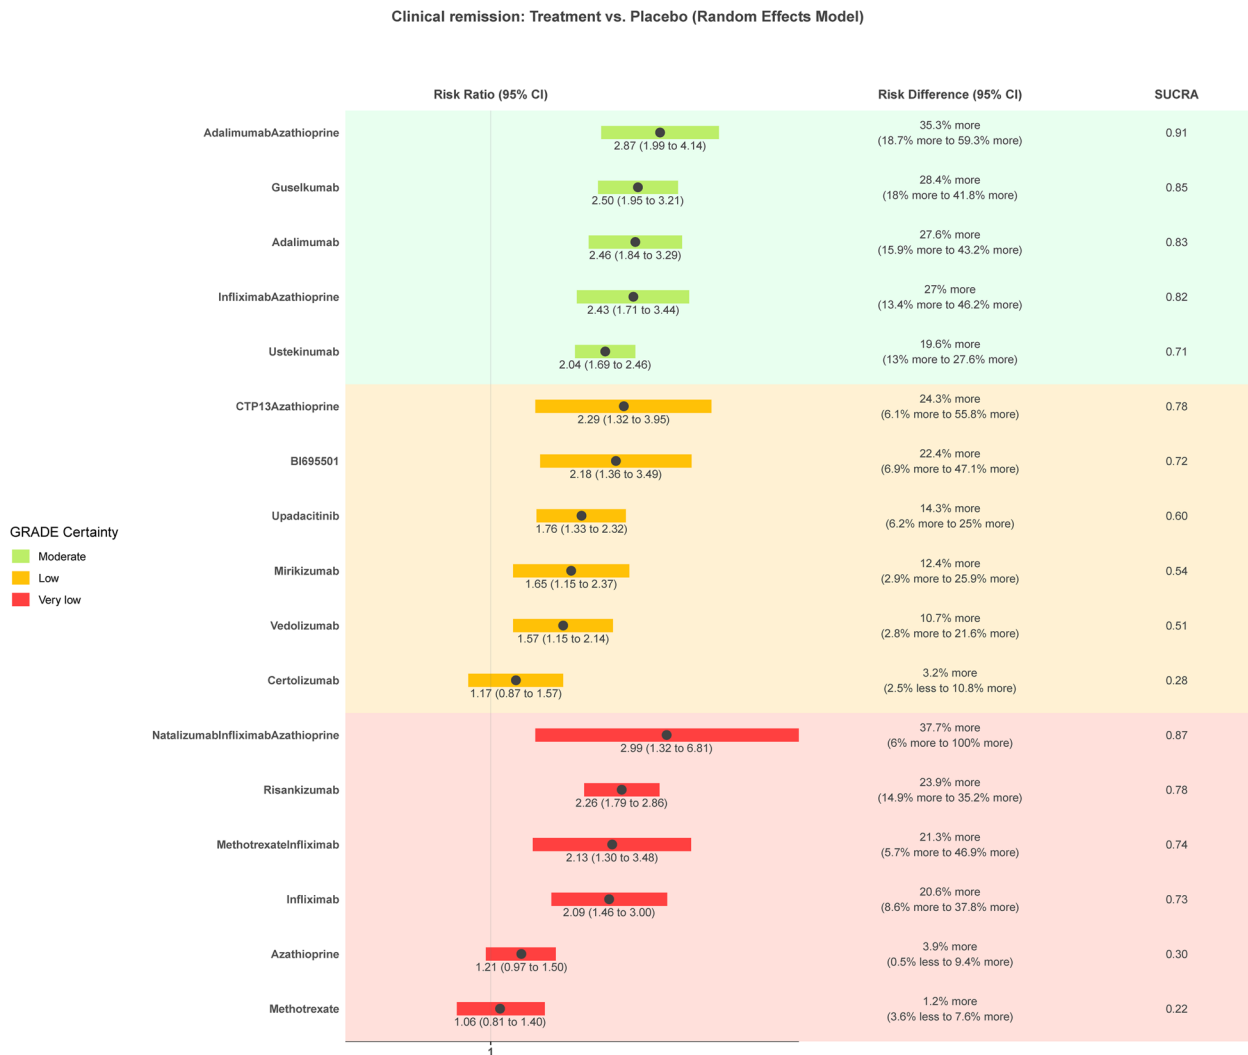 Clinical remission: Treatment vs. Placebo (Random Effects Model)
Risk Ratio (95% CI) Risk Difference (95% CI) SUCRA
AdalimumabAzathioprine 2.87 (1.99 to 4.14) 35.3% more (18.7% more to 59.3% more) 0.91
Guselkumab 2.50 (1.95 to 3.21) 28.4% more (18% more to 41.8% more) 0.85
Adalimumab 2.46 (1.84 to 3.29) 27.6% more (15.9% more to 43.2% more) 0.83
InfliximabAzathioprine 2.43 (1.71 to 3.44) 27% more (13.4% more to 46.2% more) 0.82
Ustekinumab 2.04 (1.69 to 2.46) 19.6% more (13% more to 27.6% more) 0.71
CTP13Azathioprine 2.29 (1.32 to 3.95) 24.3% more (6.1% more to 55.8% more) 0.78
BI695501 2.18 (1.36 to 3.49) 22.4% more (6.9% more to 47.1% more) 0.72
Upadacitinib 1.76 (1.33 to 2.32) 14.3% more (6.2% more to 25% more) 0.60
Mirikizumab 1.65 (1.15 to 2.37) 12.4% more (2.9% more to 25.9% more) 0.54
Vedolizumab 1.57 (1.15 to 2.14) 10.7% more (2.8% more to 21.6% more) 0.51
Certolizumab 1.17 (0.87 to 1.57) 3.2% more (2.5% less to 10.8% more) 0.28
NatalizumabInfliximabAzathioprine 2.99 (1.32 to 6.81) 37.7% more (6% more to 100% more) 0.87
Risankizumab 2.26 (1.79 to 2.86) 23.9% more (14.9% more to 35.2% more) 0.78
MethotrexateInfliximab 2.13 (1.30 to 3.48) 21.3% more (5.7% more to 46.9% more) 0.74
Infliximab 2.09 (1.46 to 3.00) 20.6% more (8.6% more to 37.8% more) 0.73
Azathioprine 1.21 (0.97 to 1.50) 3.9% more (0.5% less to 9.4% more) 0.30
Methotrexate 1.06 (0.81 to 1.40) 1.2% more (3.6% less to 7.6% more) 0.22
1
GRADE Certainty
Moderate
Low
Very low